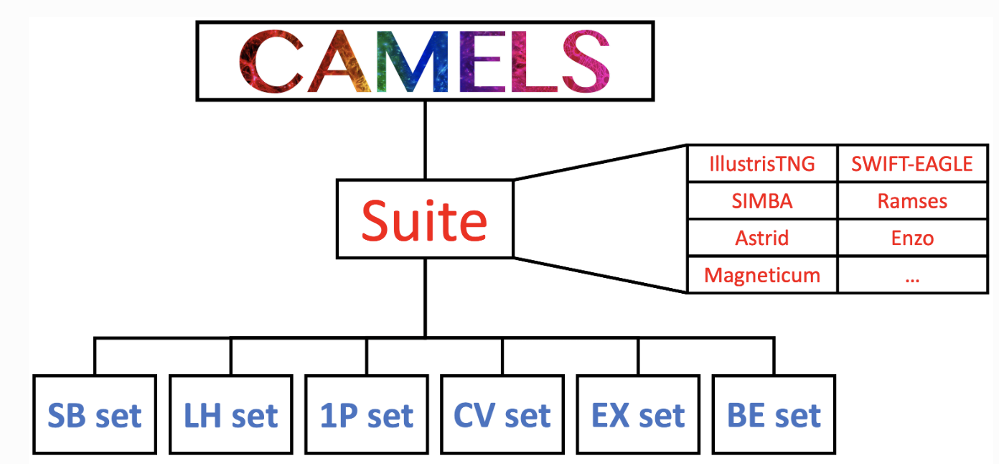 CAMELS
Suite
IllustrisTNG SWIFT-EAGLE
SIMBA Ramses
Astrid Enzo
Magneticum ...
SB set LH set 1P set CV set EX set BE set